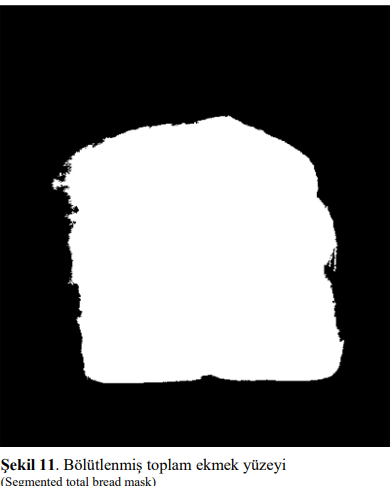 Şekil 11. Bölütlenmiş toplam ekmek yüzeyi
(Segmented total bread mask)